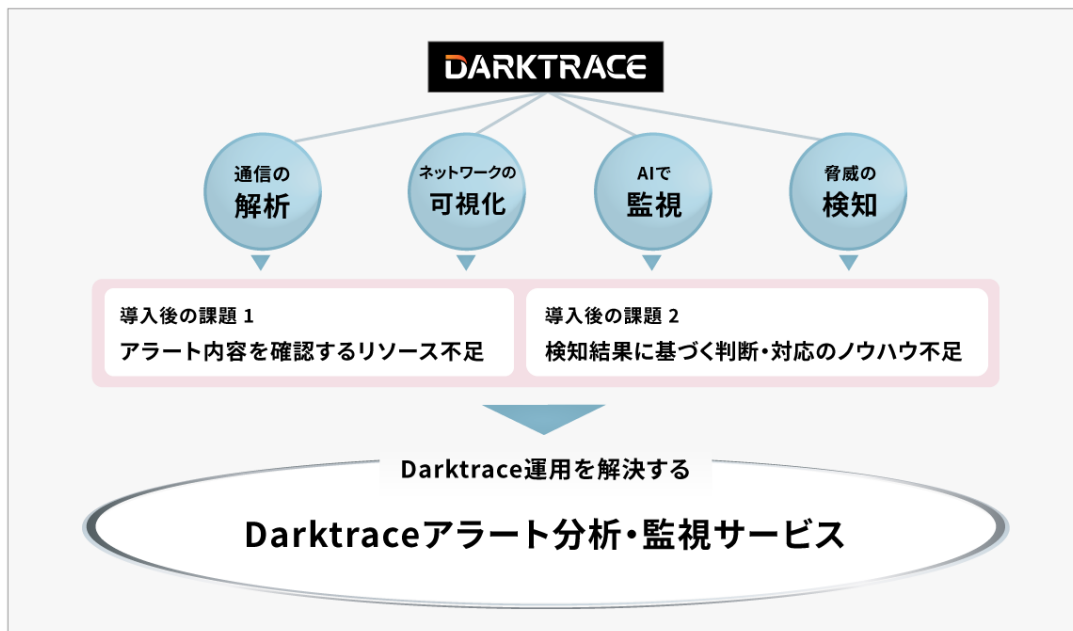 DARKTRACE
通信の
解析
ネットワークの
可視化
AIで
監視
脅威の
検知
導入後の課題 1
アラート内容を確認するリソース不足
導入後の課題 2
検知結果に基づく判断・対応のノウハウ不足
Darktrace運用を解決する
Darktraceアラート分析・監視サービス